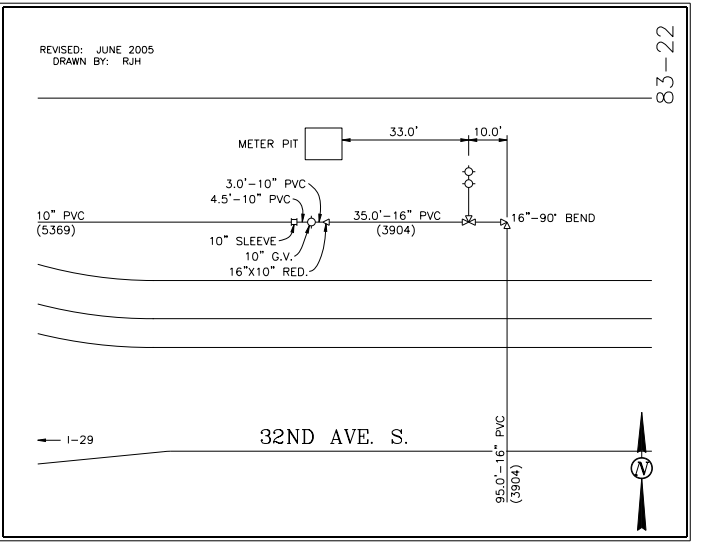 REVISED: JUNE 2005
DRAWN BY: RJH
83-22
METER PIT
33.0'
10.0'
3.0'-10" PVC
4.5'-10" PVC
10" PVC
(5369)
35.0'-16" PVC
(3904)
16"-90° BEND
10" SLEEVE
10" G.V.
16"X10" RED.
I-29
32ND AVE. S.
95.0'-16" PVC
(3904)
N